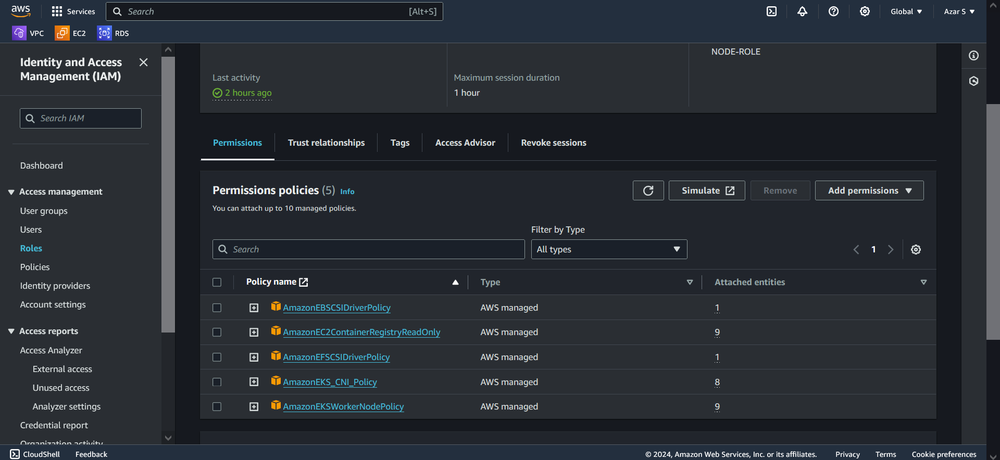 aws
Services
Search
[Alt+S]
Global
Azar S
VPC
EC2
RDS
Identity and Access
Management (IAM)
Search IAM
Dashboard
Access management
User groups
Users
Roles
Policies
Identity providers
Account settings
Access reports
Access Analyzer
External access
Unused access
Analyzer settings
Credential report
Organization activity
NODE-ROLE
Last activity
2 hours ago
Maximum session duration
1 hour
Permissions
Trust relationships
Tags
Access Advisor
Revoke sessions
Permissions policies (5) Info
You can attach up to 10 managed policies.
Simulate
Remove
Add permissions
Filter by Type
Search
All types
1
Policy name
Type
Attached entities
AmazonEBSCSIDriverPolicy
AWS managed
1
AmazonEC2ContainerRegistryReadOnly
AWS managed
9
AmazonEFSCSIDriverPolicy
AWS managed
1
AmazonEKS_CNI_Policy
AWS managed
8
AmazonEKSWorkerNodePolicy
AWS managed
9
CloudShell
Feedback
© 2024, Amazon Web Services, Inc. or its affiliates.
Privacy
Terms
Cookie preferences